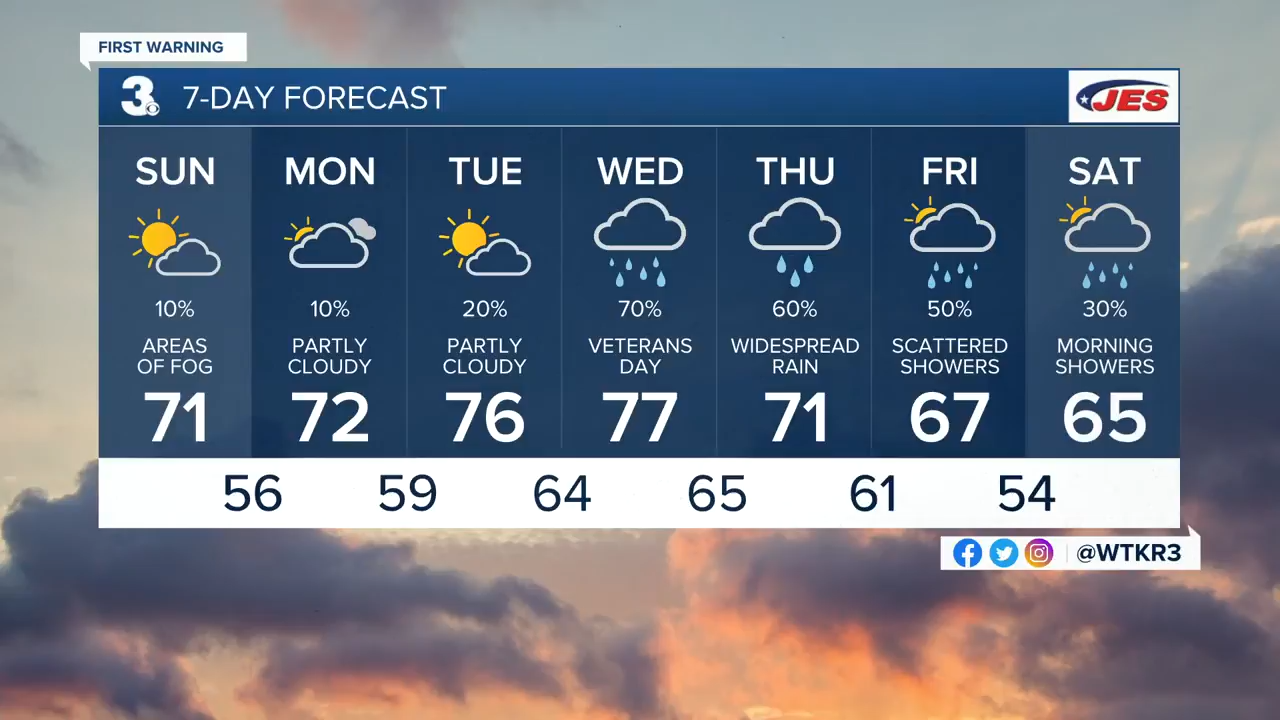 FIRST WARNING
3 7-DAY FORECAST
JES
SUN MON TUE WED THU FRI SAT
10% 10% 20% 70% 60% 50% 30%
AREAS PARTLY PARTLY VETERANS WIDESPREAD SCATTERED MORNING
OF FOG CLOUDY CLOUDY DAY RAIN SHOWERS SHOWERS
71 72 76 77 71 67 65
56 59 64 65 61 54
@WTKR3